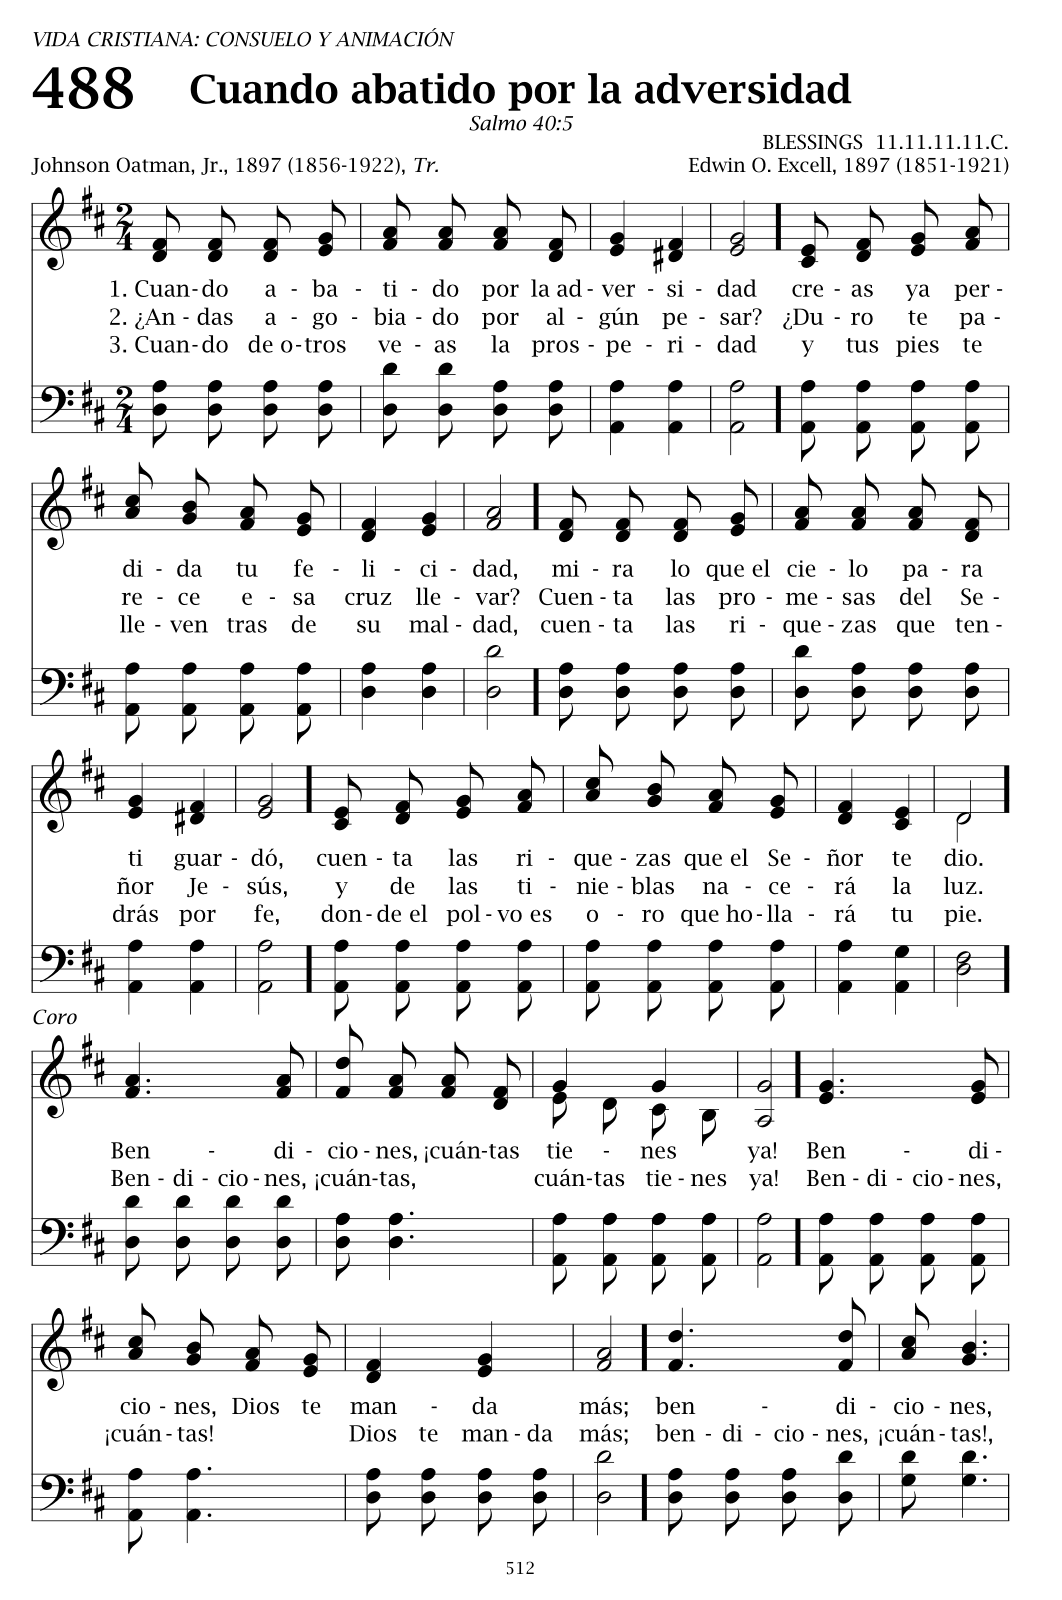 VIDA CRISTIANA: CONSUELO Y ANIMACIÓN
488 Cuando abatido por la adversidad
Salmo 40:5
BLESSINGS 11.11.11.11.C.
Johnson Oatman, Jr., 1897 (1856-1922), Tr. Edwin O. Excell, 1897 (1851-1921)
2 4
1. Cuan - do a - ba - ti - do por la ad - ver - si - dad cre - as ya per -
2. ¿An - das a - go - bia - do por al - gún pe - sar? ¿Du - ro te pa -
3. Cuan - do de o - tros ve - as la pros - pe - ri - dad y tus pies te
2 4
di - da tu fe - li - ci - dad, mi - ra lo que el cie - lo pa - ra
re - ce e - sa cruz lle - var? Cuen - ta las pro - me - sas del Se -
lle - ven tras de su mal - dad, cuen - ta las ri - que - zas que ten -
ti guar - dó, cuen - ta las ri - que - zas que el Se - ñor te dio.
ñor Je - sús, y de las ti - nie - blas na - ce - rá la luz.
drás por fe, don - de el pol - vo es o - ro que ho - lla - rá tu pie.
Coro
Ben - di - cio - nes, ¡cuán - tas tie - nes ya! Ben - di -
Ben - di - cio - nes, ¡cuán - tas, cuán - tas tie - nes ya! Ben - di - cio - nes,
cio - nes, Dios te man - da más; ben - di - cio - nes,
¡cuán - tas! Dios te man - da más; ben - di - cio - nes, ¡cuán - tas!,
512